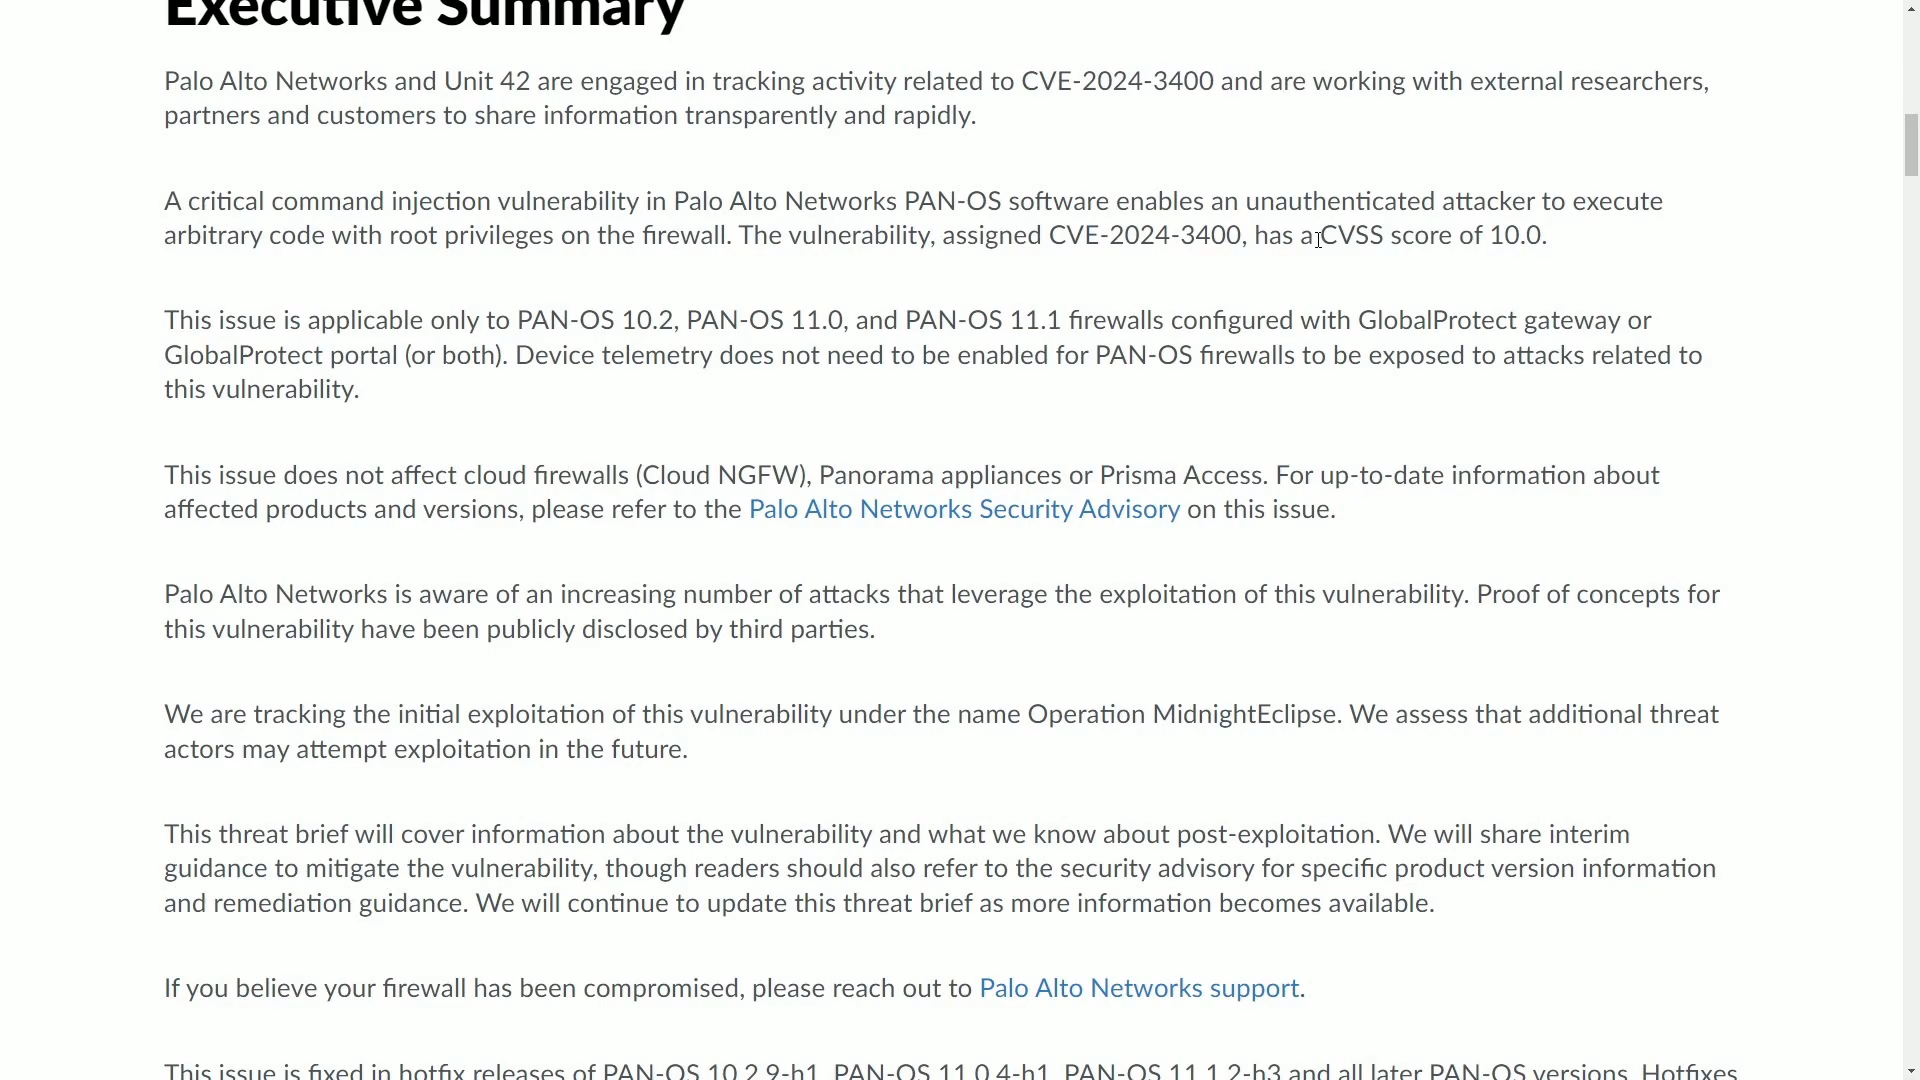 Executive Summary
Palo Alto Networks and Unit 42 are engaged in tracking activity related to CVE-2024-3400 and are working with external researchers,
partners and customers to share information transparently and rapidly.
A critical command injection vulnerability in Palo Alto Networks PAN-OS software enables an unauthenticated attacker to execute
arbitrary code with root privileges on the firewall. The vulnerability, assigned CVE-2024-3400, has a CVSS score of 10.0.
This issue is applicable only to PAN-OS 10.2, PAN-OS 11.0, and PAN-OS 11.1 firewalls configured with GlobalProtect gateway or
GlobalProtect portal (or both). Device telemetry does not need to be enabled for PAN-OS firewalls to be exposed to attacks related to
this vulnerability.
This issue does not affect cloud firewalls (Cloud NGFW), Panorama appliances or Prisma Access. For up-to-date information about
affected products and versions, please refer to the Palo Alto Networks Security Advisory on this issue.
Palo Alto Networks is aware of an increasing number of attacks that leverage the exploitation of this vulnerability. Proof of concepts for
this vulnerability have been publicly disclosed by third parties.
We are tracking the initial exploitation of this vulnerability under the name Operation MidnightEclipse. We assess that additional threat
actors may attempt exploitation in the future.
This threat brief will cover information about the vulnerability and what we know about post-exploitation. We will share interim
guidance to mitigate the vulnerability, though readers should also refer to the security advisory for specific product version information
and remediation guidance. We will continue to update this threat brief as more information becomes available.
If you believe your firewall has been compromised, please reach out to Palo Alto Networks support.
This issue is fixed in hotfix releases of PAN-OS 10.2.9-h1, PAN-OS 11.0.4-h1, PAN-OS 11.1.2-h3 and all later PAN-OS versions. Hotfixes